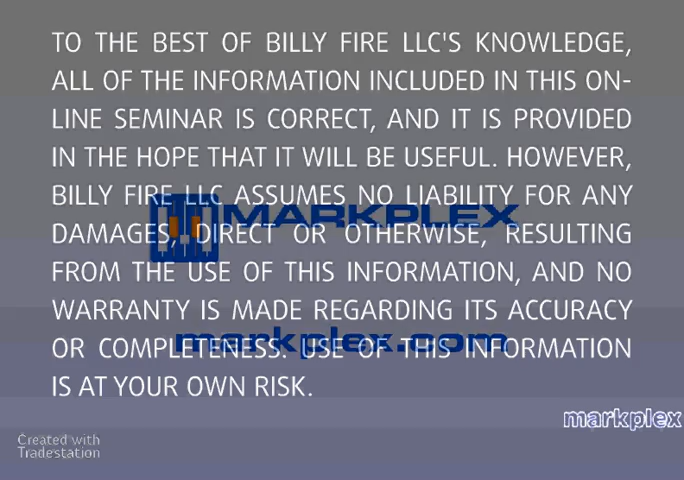 TO THE BEST OF BILLY FIRE LLC'S KNOWLEDGE,
ALL OF THE INFORMATION INCLUDED IN THIS ON-
LINE SEMINAR IS CORRECT, AND IT IS PROVIDED
IN THE HOPE THAT IT WILL BE USEFUL. HOWEVER,
BILLY FIRE LLC ASSUMES NO LIABILITY FOR ANY
MARKPLEX
DAMAGES, DIRECT OR OTHERWISE, RESULTING
FROM THE USE OF THIS INFORMATION, AND NO
WARRANTY IS MADE REGARDING ITS ACCURACY
markplex.com
OR COMPLETENESS. USE OF THIS INFORMATION
IS AT YOUR OWN RISK.
markplex
Created with
Tradestation